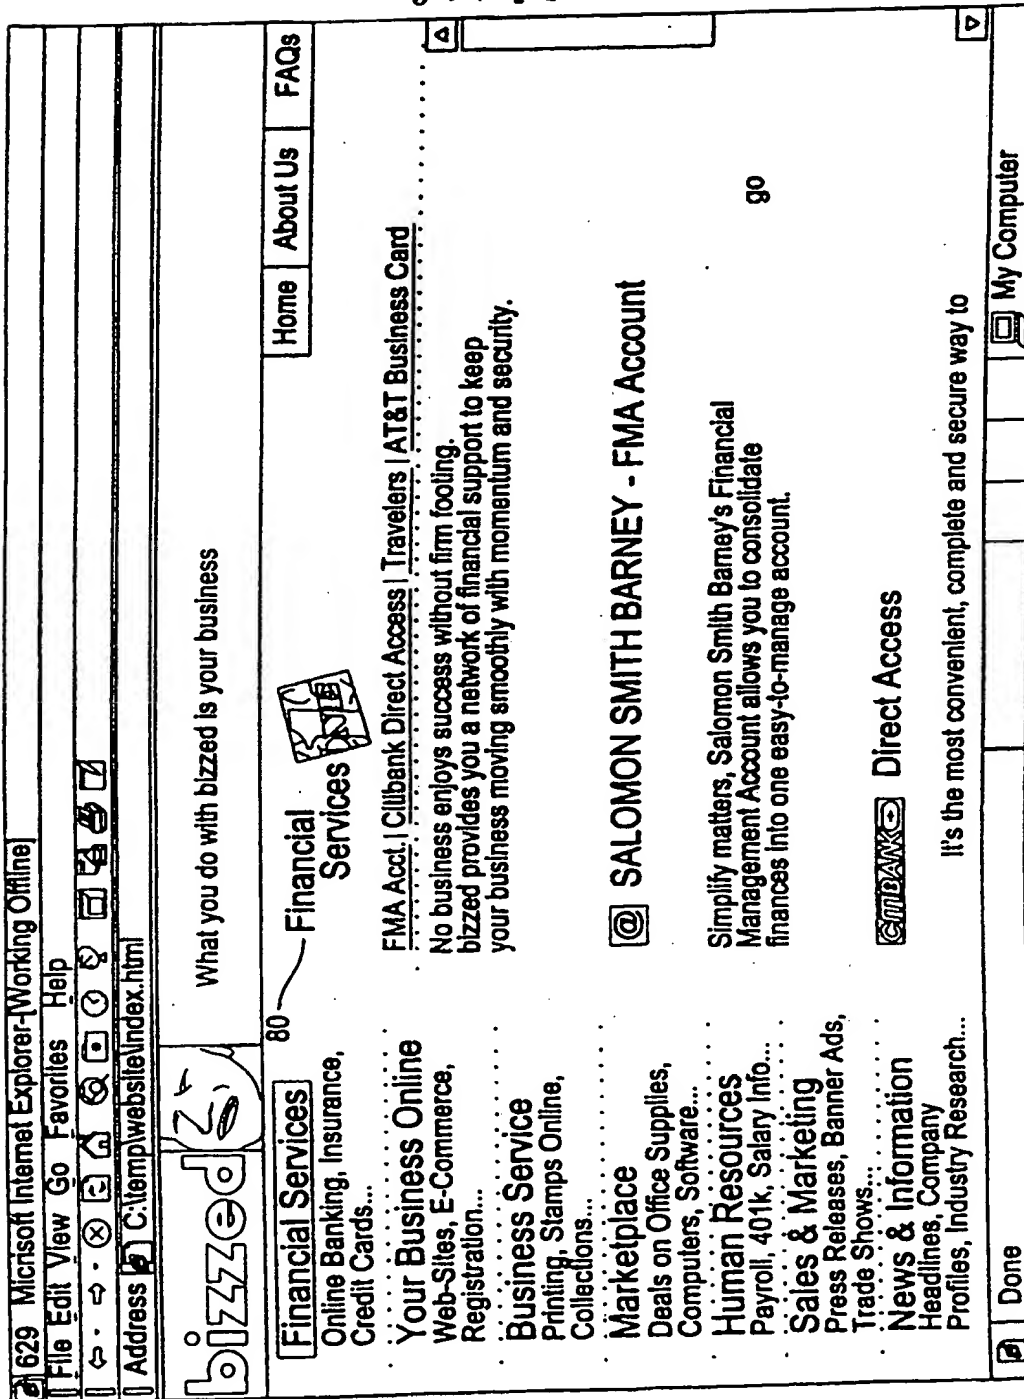 629 Micrisoft Internet Explorer-[Working Offline]
File Edit View Go Favorites Help
Address C:\temp\website\index.html
bizzed
What you do with bizzed is your business
Home About Us FAQs
Financial Services
Online Banking, Insurance,
Credit Cards...
Your Business Online
Web-Sites, E-Commerce,
Registration...
Business Service
Printing, Stamps Online,
Collections...
Marketplace
Deals on Office Supplies,
Computers, Software...
Human Resources
Payroll, 401k, Salary Info...
Sales & Marketing
Press Releases, Banner Ads,
Trade Shows...
News & Information
Headlines, Company
Profiles, Industry Research...
80
Financial
Services
FMA Acct. | Citibank Direct Access | Travelers | AT&T Business Card
No business enjoys success without firm footing.
bizzed provides you a network of financial support to keep
your business moving smoothly with momentum and security.
@ SALOMON SMITH BARNEY - FMA Account
Simplify matters, Salomon Smith Barney's Financial
Management Account allows you to consolidate
finances into one easy-to-manage account.
go
CITIBANK Direct Access
It's the most convenient, complete and secure way to
Done
My Computer